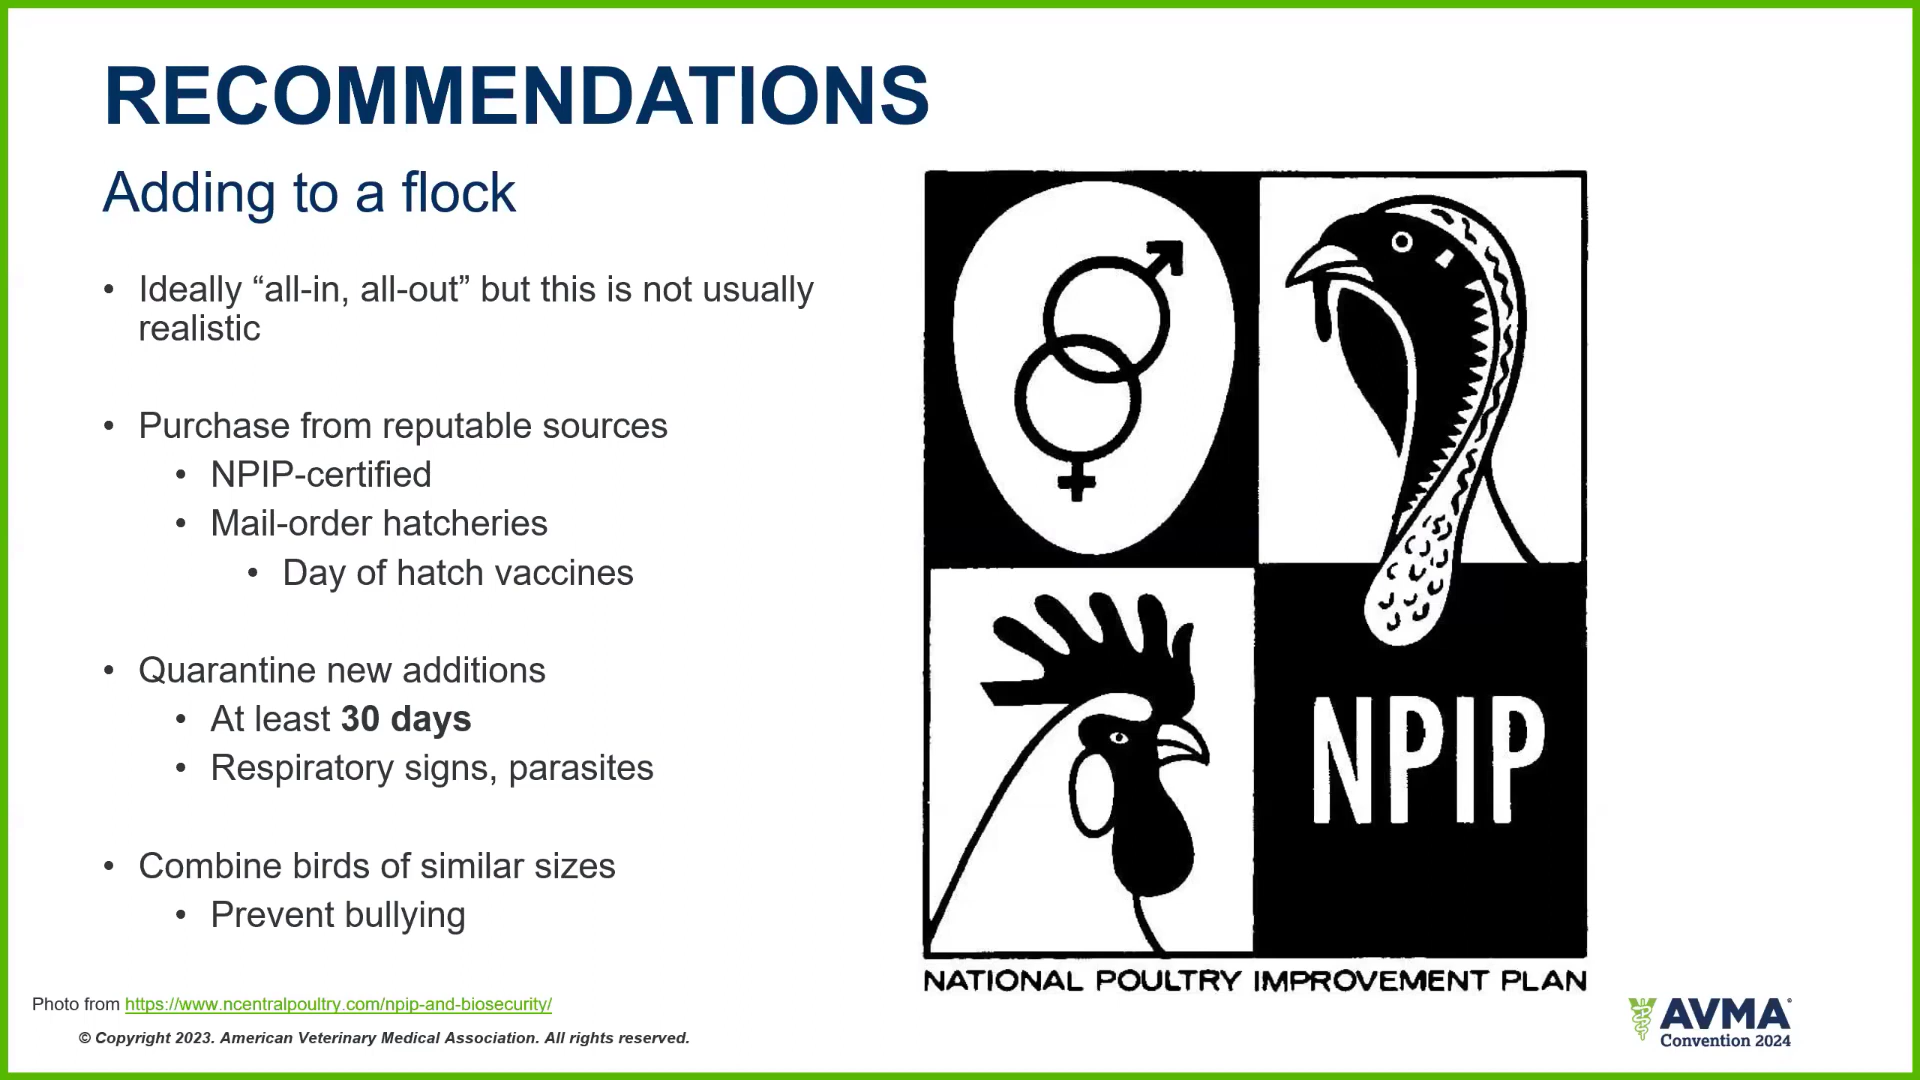 RECOMMENDATIONS
Adding to a flock
• Ideally “all-in, all-out” but this is not usually
realistic
• Purchase from reputable sources
• NPIP-certified
• Mail-order hatcheries
• Day of hatch vaccines
• Quarantine new additions
• At least 30 days
• Respiratory signs, parasites
• Combine birds of similar sizes
• Prevent bullying
NPIP
NATIONAL POULTRY IMPROVEMENT PLAN
Photo from https://www.ncentralpoultry.com/npip-and-biosecurity/
© Copyright 2023. American Veterinary Medical Association. All rights reserved.
AVMA®
Convention 2024